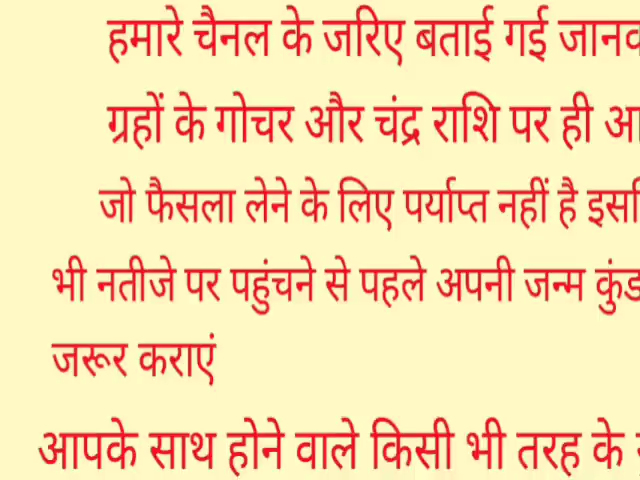 हमारे चैनल के जरिए बताई गई
ग्रहों के गोचर और चंद्र राशि पर ही
जो फैसला लेने के लिए पर्याप्त नहीं है
भी नतीजे पर पहुंचने से पहले अपनी जन्म
जरूर कराएं
आपके साथ होने वाले किसी भी तरह के